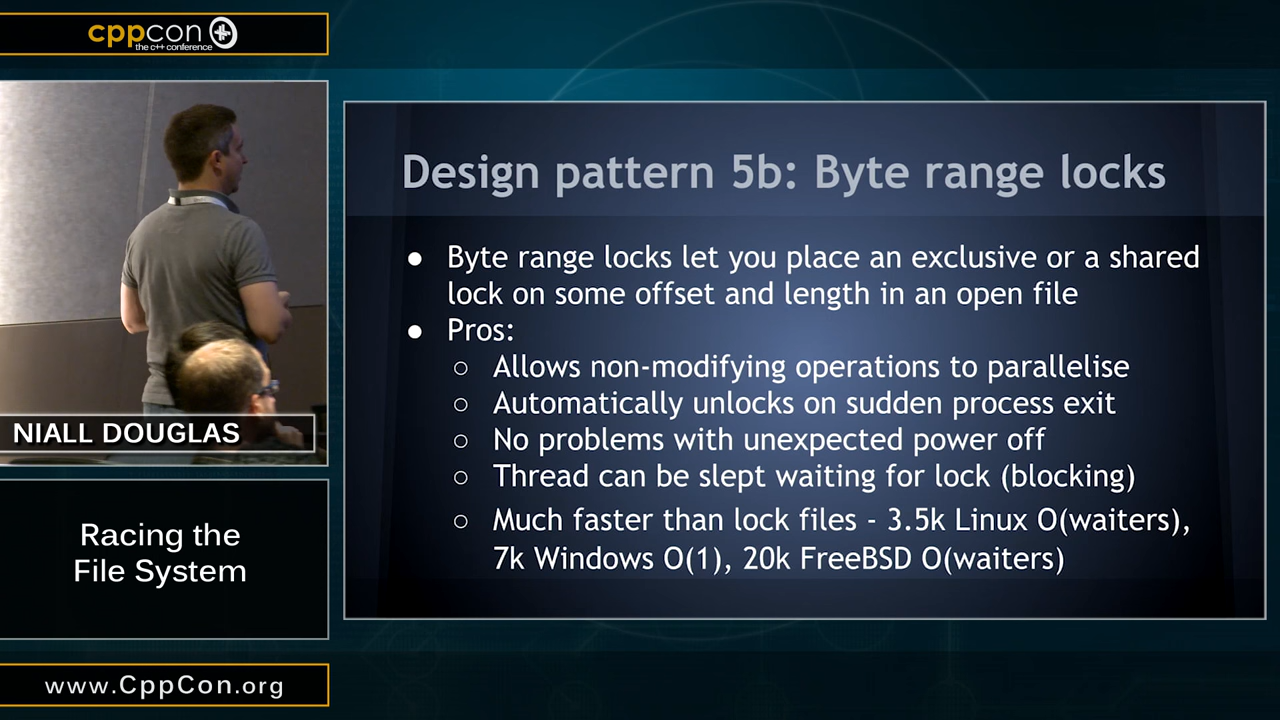 cppcon
the c++ conference
NIALL DOUGLAS
Racing the
File System
www.CppCon.org
Design pattern 5b: Byte range locks
● Byte range locks let you place an exclusive or a shared
lock on some offset and length in an open file
● Pros:
○ Allows non-modifying operations to parallelise
○ Automatically unlocks on sudden process exit
○ No problems with unexpected power off
○ Thread can be slept waiting for lock (blocking)
○ Much faster than lock files - 3.5k Linux O(waiters),
7k Windows O(1), 20k FreeBSD O(waiters)